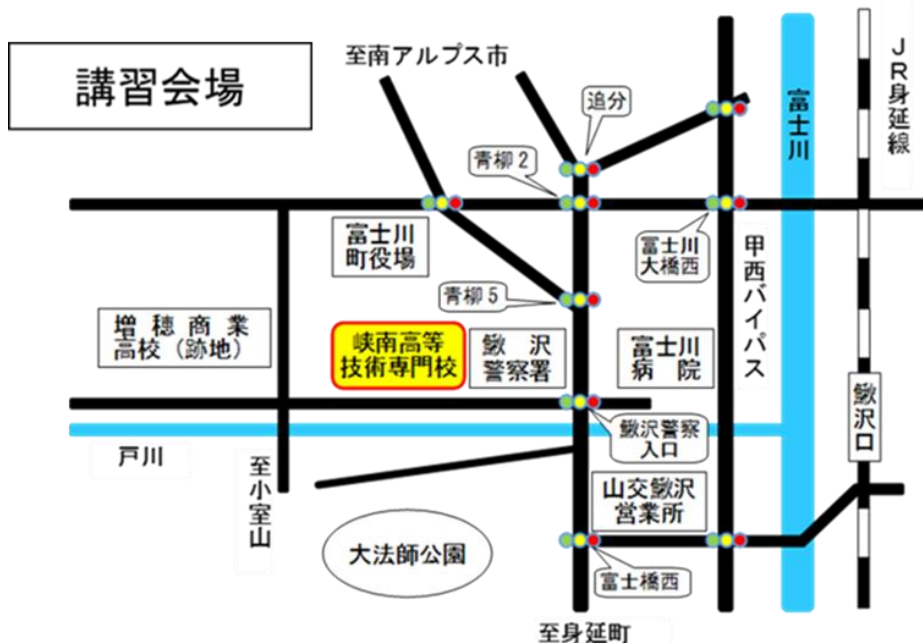 講習会場
至南アルプス市
追分
青柳2
富士川
JR身延線
富士川
町役場
富士川
大橋西
甲西バイパス
青柳5
増穂商業
高校(跡地)
峡南高等
技術専門校
鰍沢
警察署
富士川
病院
鰍沢口
鰍沢警察
入口
戸川
至小室山
山交鰍沢
営業所
大法師公園
富士橋西
至身延町